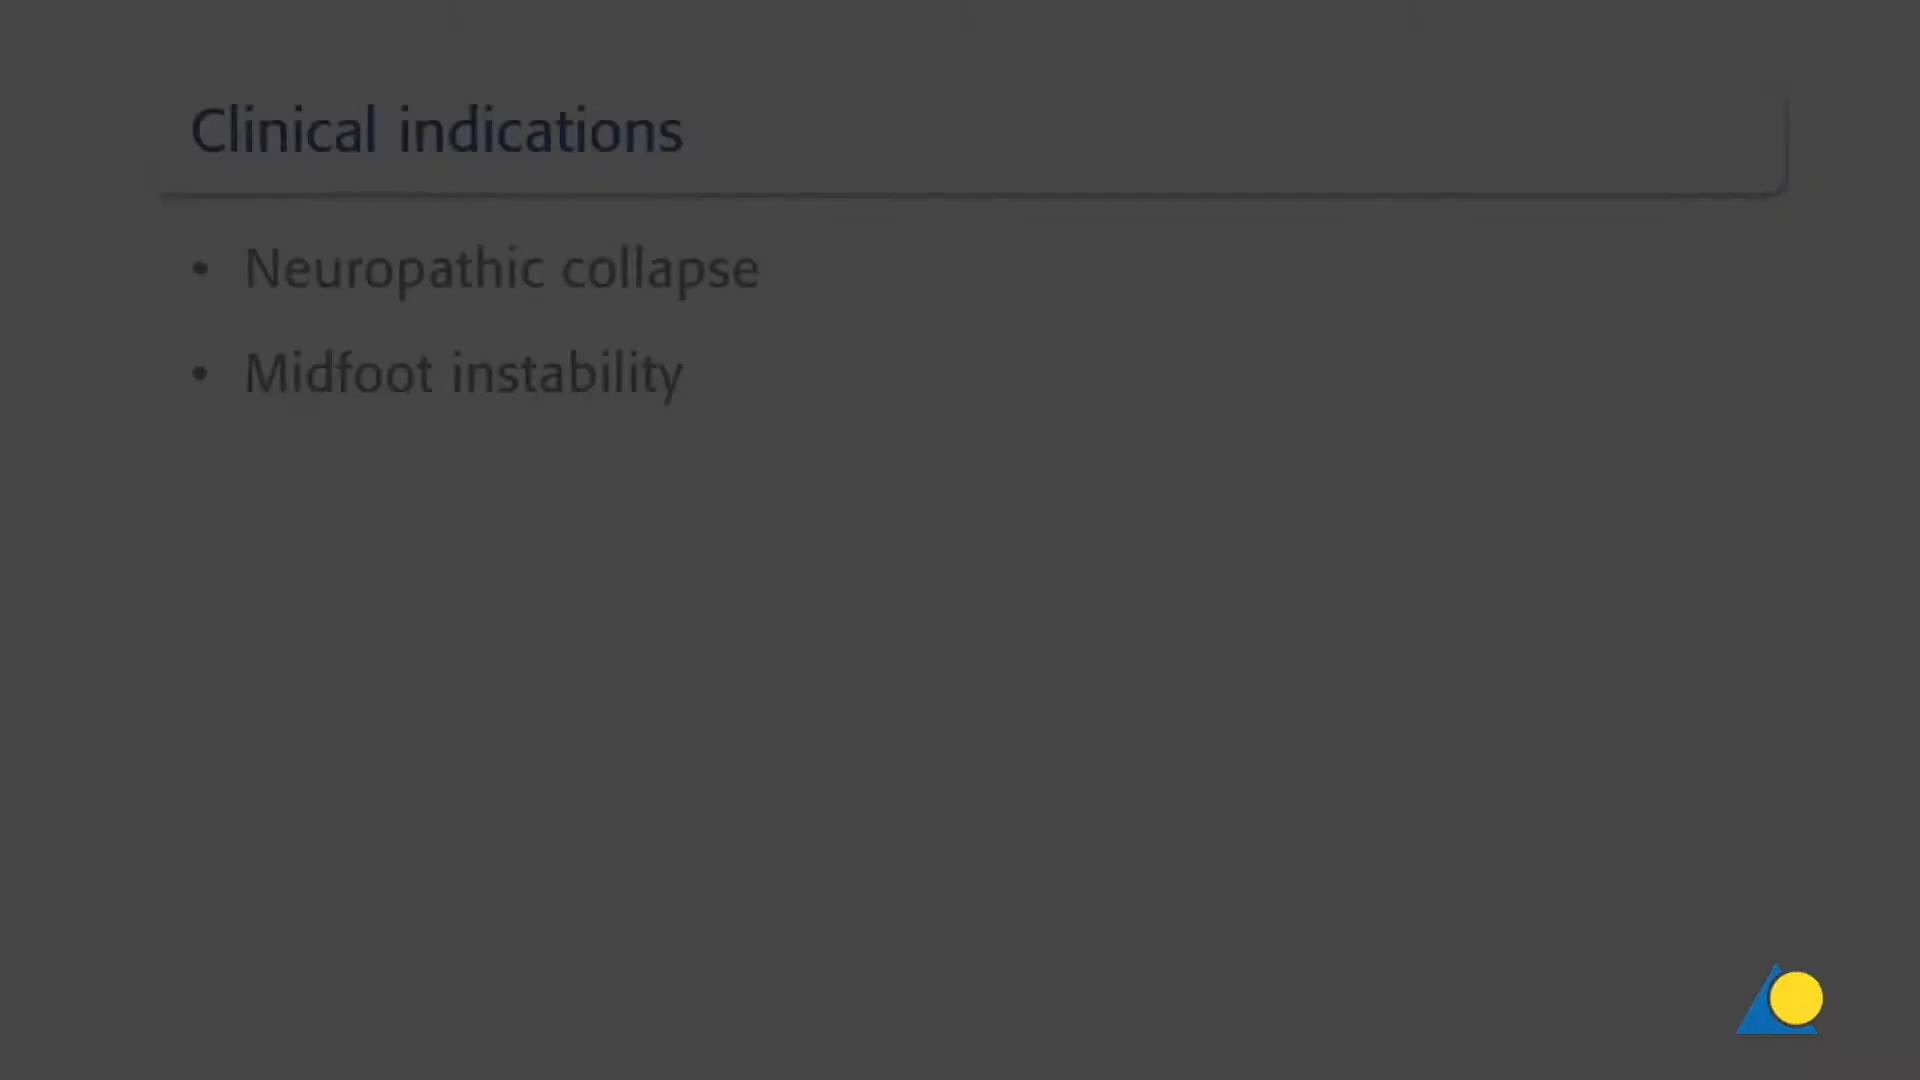 Clinical indications
• Neuropathic collapse
• Midfoot instability